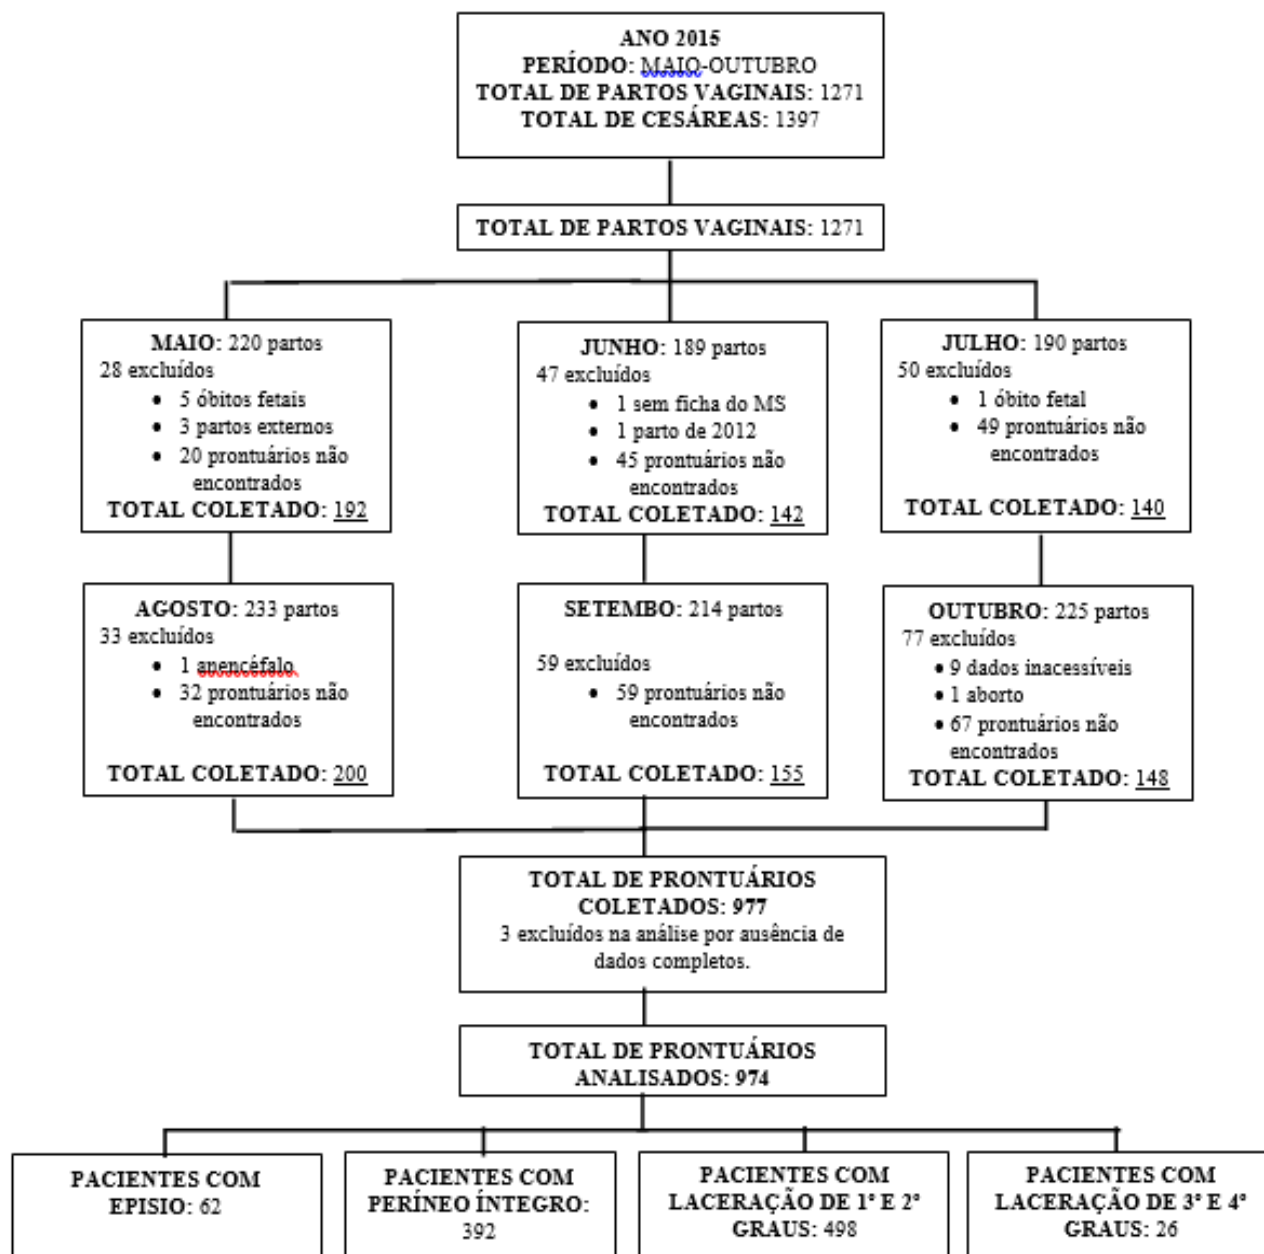 ANO 2015
PERÍODO: MAIO-OUTUBRO
TOTAL DE PARTOS VAGINAIS: 1271
TOTAL DE CESÁREAS: 1397
TOTAL DE PARTOS VAGINAIS: 1271
MAIO: 220 partos
28 excluídos
• 5 óbitos fetais
• 3 partos externos
• 20 prontuários não
encontrados
TOTAL COLETADO: 192
JUNHO: 189 partos
47 excluídos
• 1 sem ficha do MS
• 1 parto de 2012
• 45 prontuários não
encontrados
TOTAL COLETADO: 142
JULHO: 190 partos
50 excluídos
• 1 óbito fetal
• 49 prontuários não
encontrados
TOTAL COLETADO: 140
AGOSTO: 233 partos
33 excluídos
• 1 anencéfalo
• 32 prontuários não
encontrados
TOTAL COLETADO: 200
SETEMBO: 214 partos
59 excluídos
• 59 prontuários não
encontrados
TOTAL COLETADO: 155
OUTUBRO: 225 partos
77 excluídos
• 9 dados inacessíveis
• 1 aborto
• 67 prontuários não
encontrados
TOTAL COLETADO: 148
TOTAL DE PRONTUÁRIOS
COLETADOS: 977
3 excluídos na análise por ausência de
dados completos.
TOTAL DE PRONTUÁRIOS
ANALISADOS: 974
PACIENTES COM
EPISIO: 62
PACIENTES COM
PERÍNEO ÍNTEGRO:
392
PACIENTES COM
LACERAÇÃO DE 1º E 2º
GRAUS: 498
PACIENTES COM
LACERAÇÃO DE 3º E 4º
GRAUS: 26